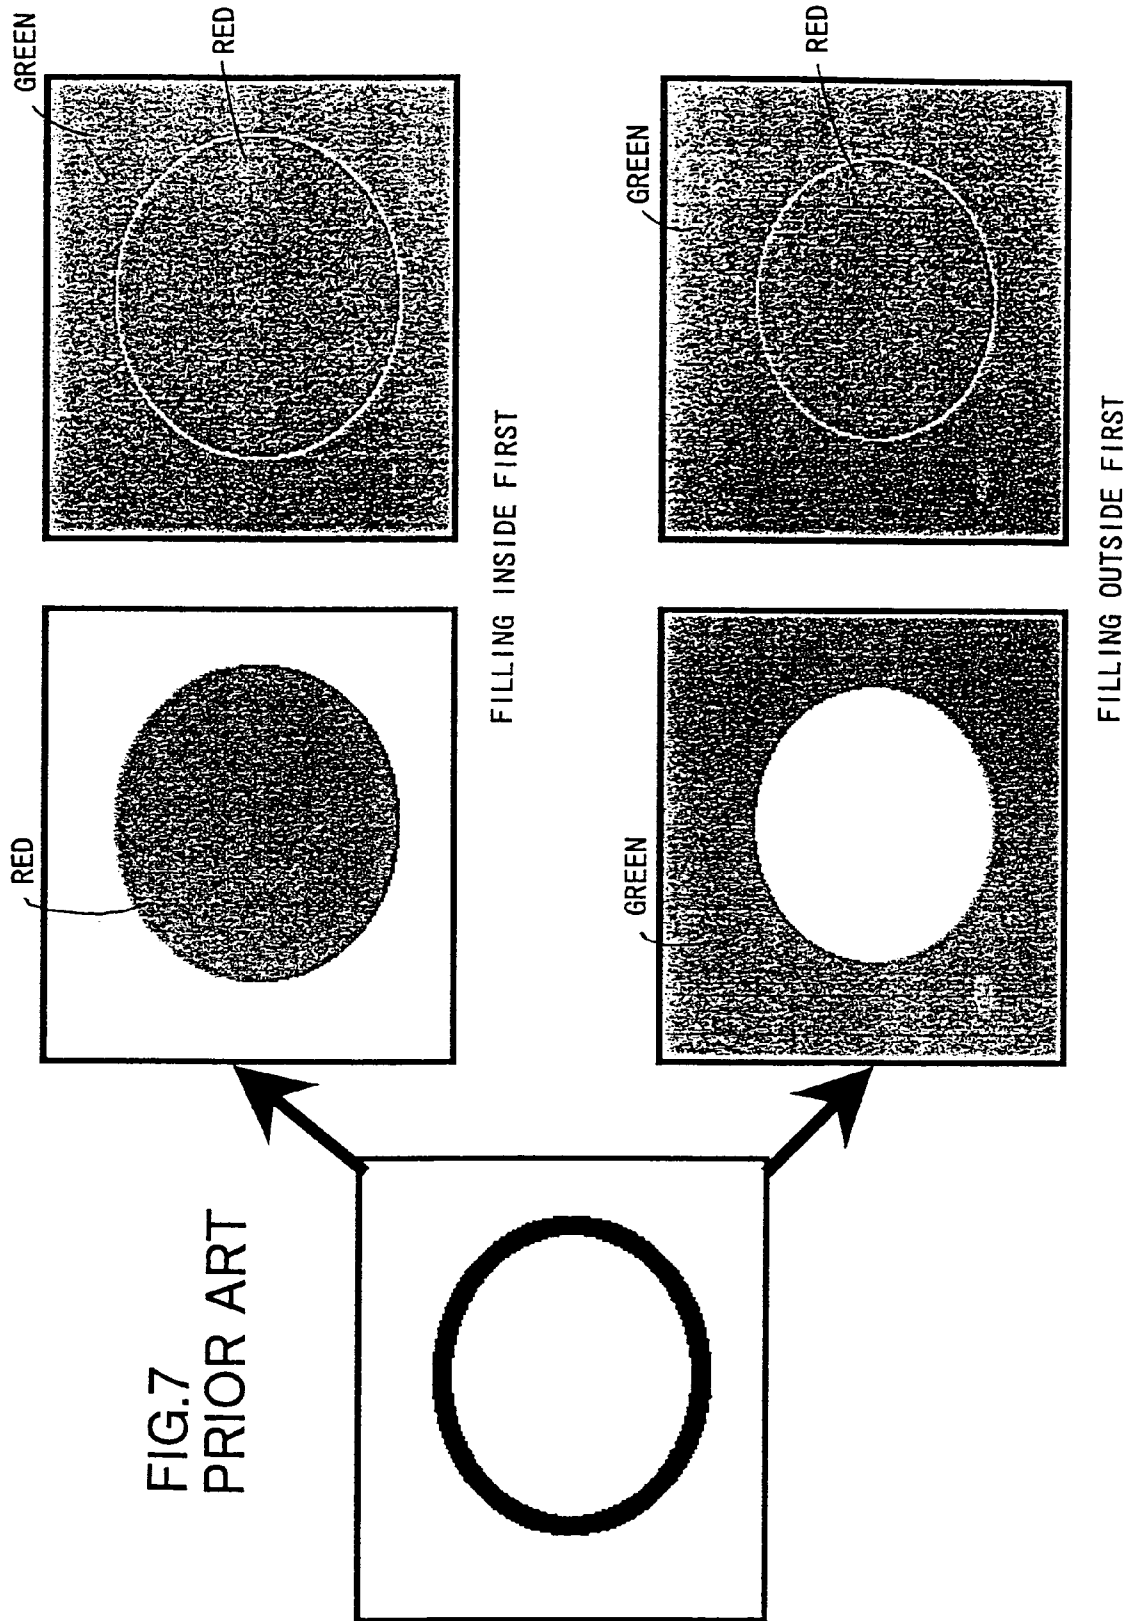 FIG.7
PRIOR ART
RED
GREEN
RED
FILLING INSIDE FIRST
GREEN
GREEN
RED
FILLING OUTSIDE FIRST